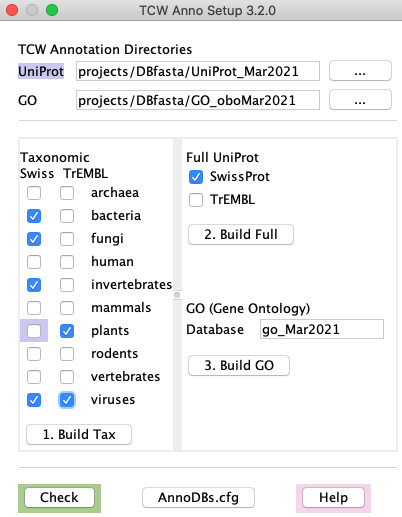 TCW Anno Setup 3.2.0
TCW Annotation Directories
UniProt projects/DBfasta/UniProt_Mar2021 ...
GO projects/DBfasta/GO_oboMar2021 ...
Taxonomic
Swiss TrEMBL
archaea
bacteria
fungi
human
invertebrates
mammals
plants
rodents
vertebrates
viruses
1. Build Tax
Full UniProt
SwissProt
TrEMBL
2. Build Full
GO (Gene Ontology)
Database go_Mar2021
3. Build GO
Check AnnoDBs.cfg Help